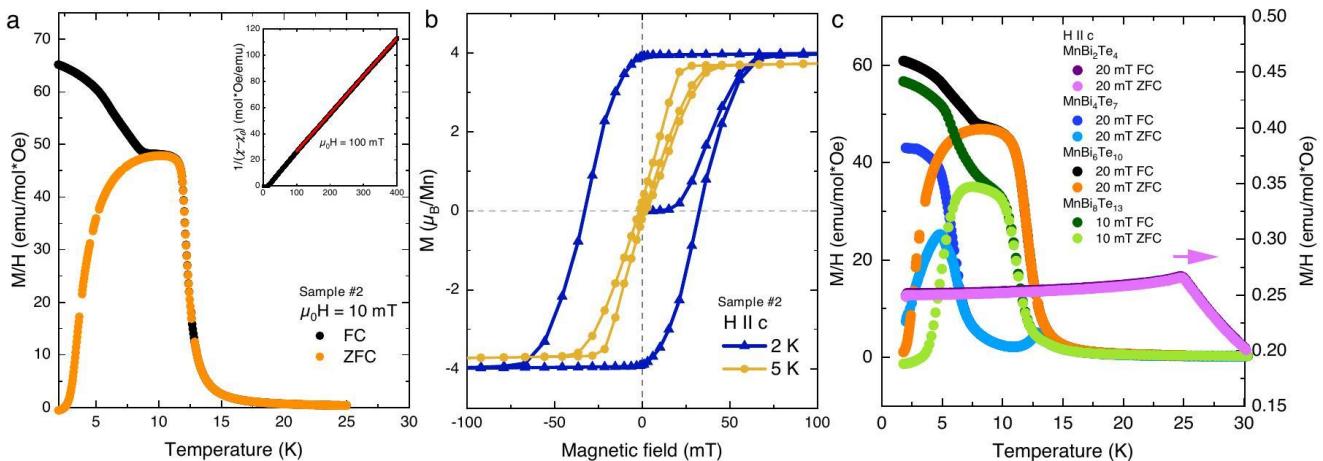 a
70
60
50
40
30
20
10
0
M/H (emu/mol*Oe)
5
10
15
20
25
30
Temperature (K)
120
100
80
60
40
20
0
1/(χ−χ₀) (mol*Oe/emu)
0
100
200
300
400
μ₀H = 100 mT
Sample #2
μ₀H = 10 mT
FC
ZFC
b
4
2
0
-2
-4
M (μB/Mn)
-100
-50
0
50
100
Magnetic field (mT)
Sample #2
H II c
2 K
5 K
c
60
40
20
0
M/H (emu/mol*Oe)
0
5
10
15
20
25
30
Temperature (K)
H II c
MnBi₂Te₄
20 mT FC
20 mT ZFC
MnBi₄Te₇
20 mT FC
20 mT ZFC
MnBi₆Te₁₀
20 mT FC
20 mT ZFC
MnBi₈Te₁₃
10 mT FC
10 mT ZFC
0.50
0.45
0.40
0.35
0.30
0.25
0.20
0.15
M/H (emu/mol*Oe)